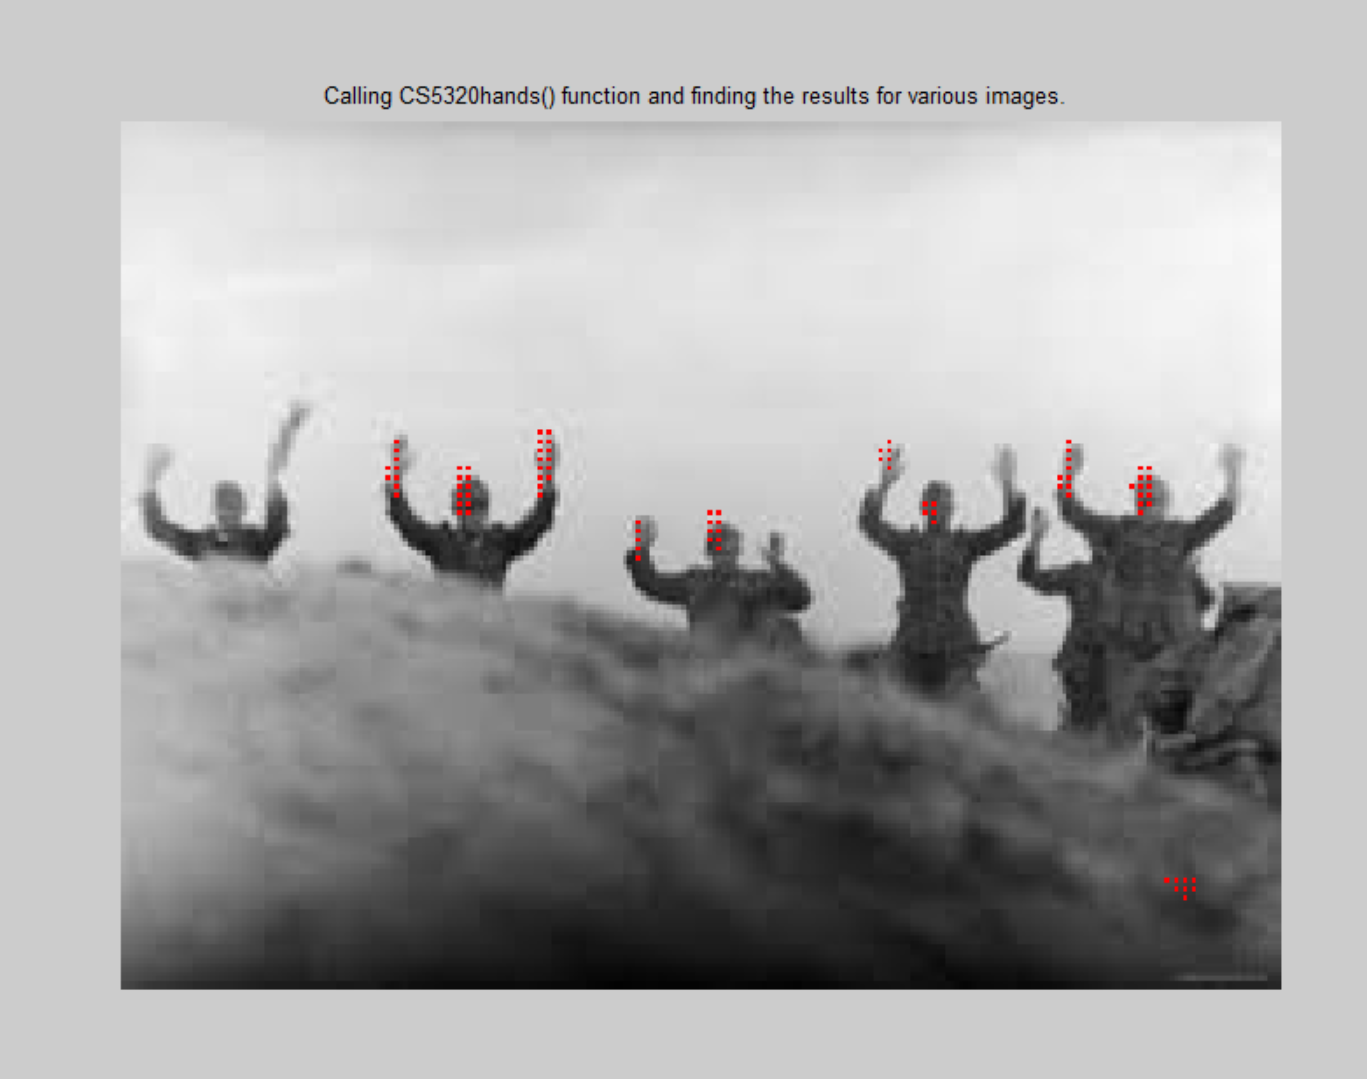 Calling CS5320hands() function and finding the results for various images.